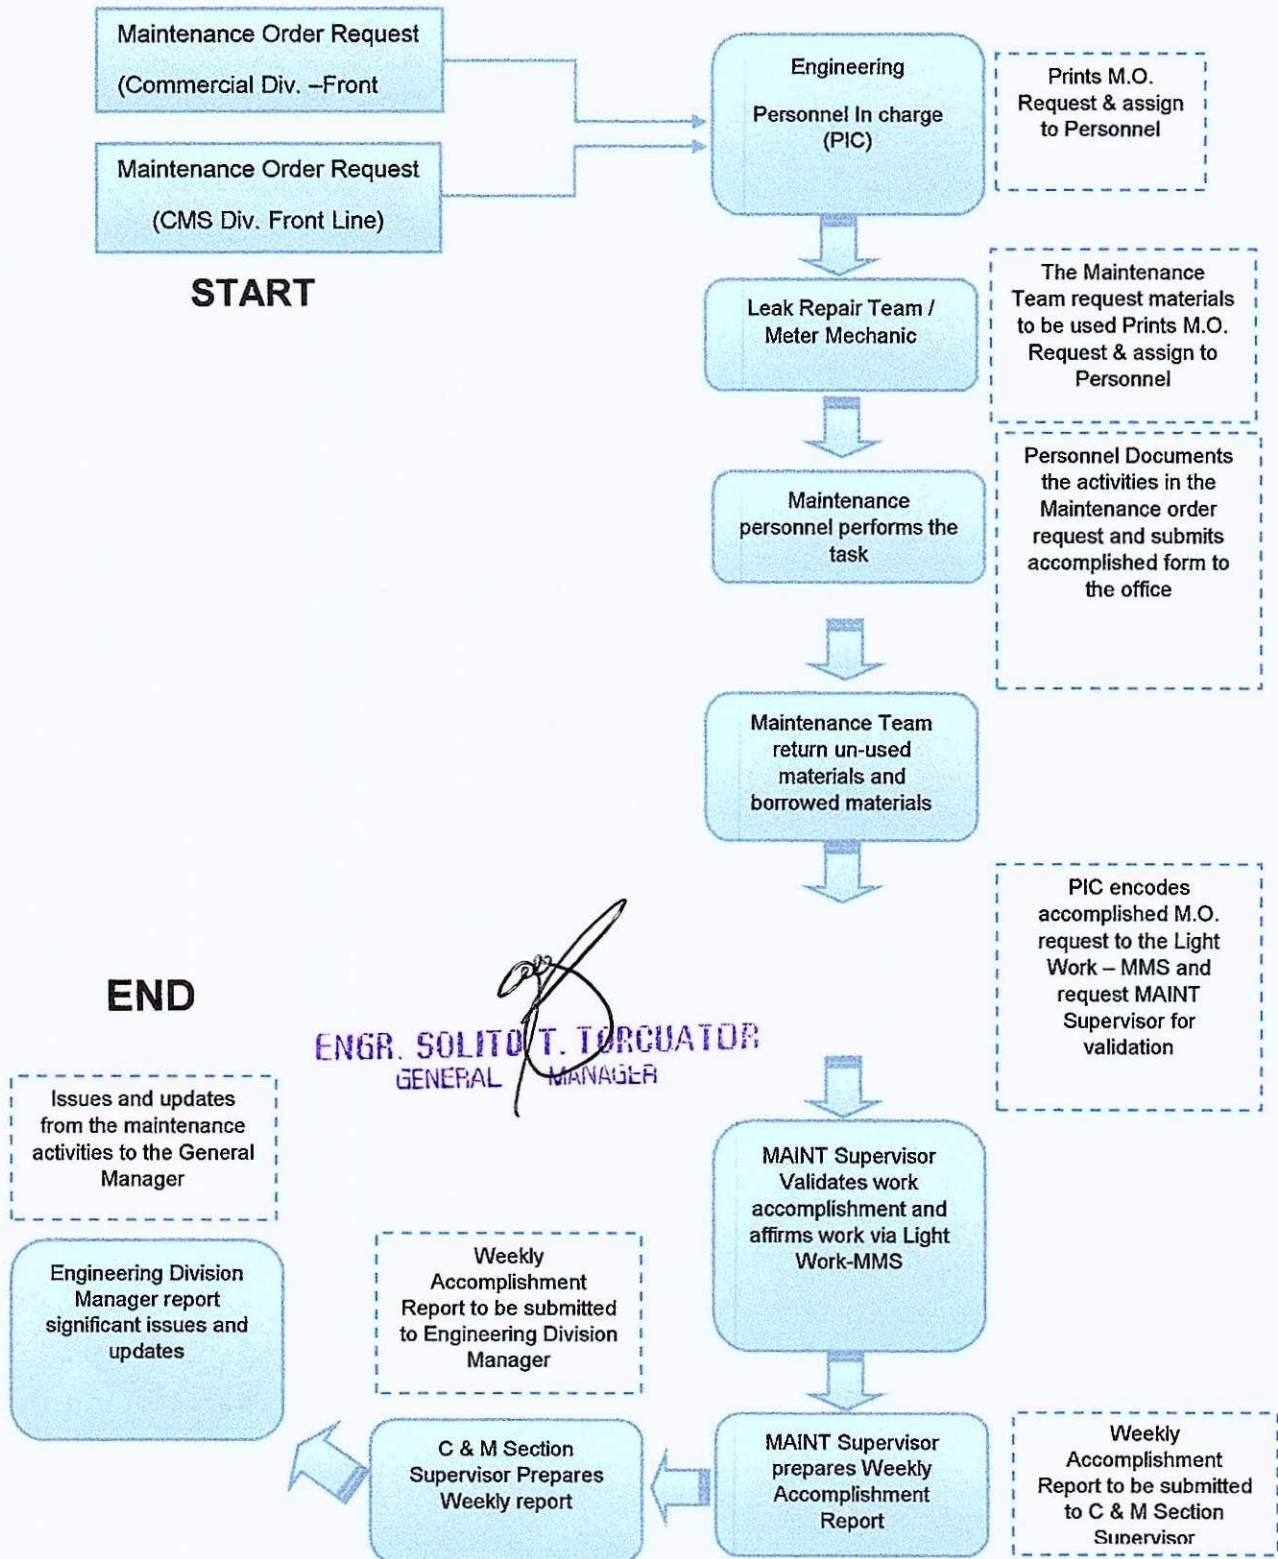 Maintenance Order Request
(Commercial Div. –Front
Maintenance Order Request
(CMS Div. Front Line)
START
Engineering
Personnel In charge
(PIC)
Prints M.O.
Request & assign
to Personnel
Leak Repair Team /
Meter Mechanic
The Maintenance
Team request materials
to be used Prints M.O.
Request & assign to
Personnel
Maintenance
personnel performs the
task
Personnel Documents
the activities in the
Maintenance order
request and submits
accomplished form to
the office
Maintenance Team
return un-used
materials and
borrowed materials
PIC encodes
accomplished M.O.
request to the Light
Work – MMS and
request MAINT
Supervisor for
validation
MAINT Supervisor
Validates work
accomplishment and
affirms work via Light
Work-MMS
MAINT Supervisor
prepares Weekly
Accomplishment
Report
Weekly
Accomplishment
Report to be submitted
to C & M Section
Supervisor
Weekly
Accomplishment
Report to be submitted
to Engineering Division
Manager
C & M Section
Supervisor Prepares
Weekly report
END
Issues and updates
from the maintenance
activities to the General
Manager
Engineering Division
Manager report
significant issues and
updates
ENGR. SOLITO T. TORCUATOR
GENERAL MANAGER